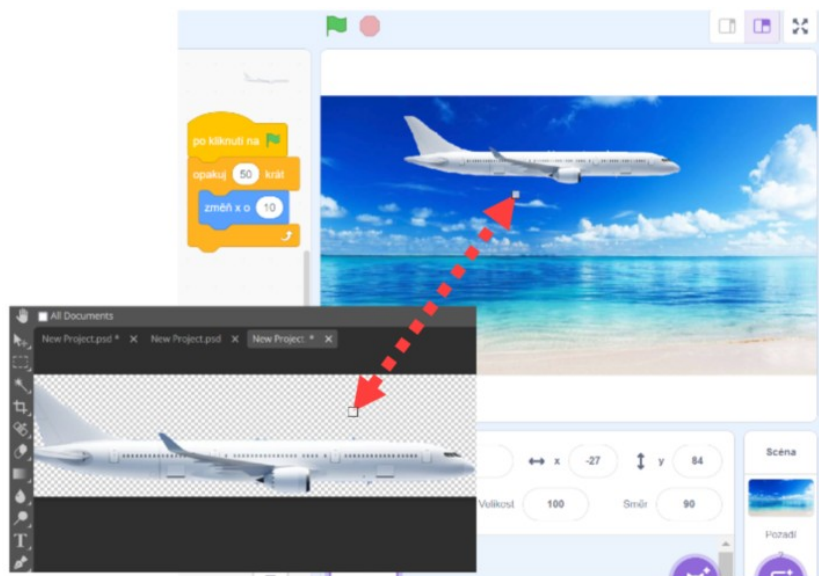 po kliknutí na
opakuj 50 krát
změň x o 10
All Documents
New Project.psd * × New Project.psd × New Project * ×
x -27 y 84
Scéna
Velikost 100 Směr 90
Pozadí
T